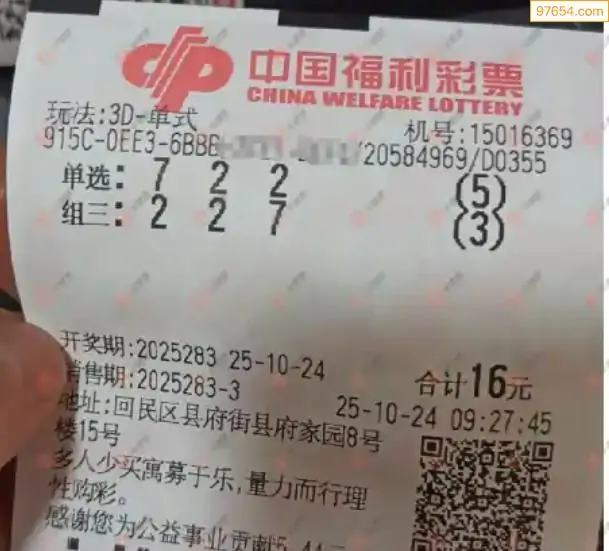 97654.com
中国福利彩票
CHINA WELFARE LOTTERY
玩法:3D-单式
机号:15016369
915C-0EE3-6BBB /20584969/D0355
单选: 7 2 2 (5)
组三: 2 2 7 (3)
开奖期:2025283 25-10-24
销售期:2025283-3
合计16元
25-10-24 09:27:45
地址:回民区县府街县府家园8号
楼15号
多人少买寓募于乐,量力而行理
性购彩。
感谢您为公益事业贡献5.44元